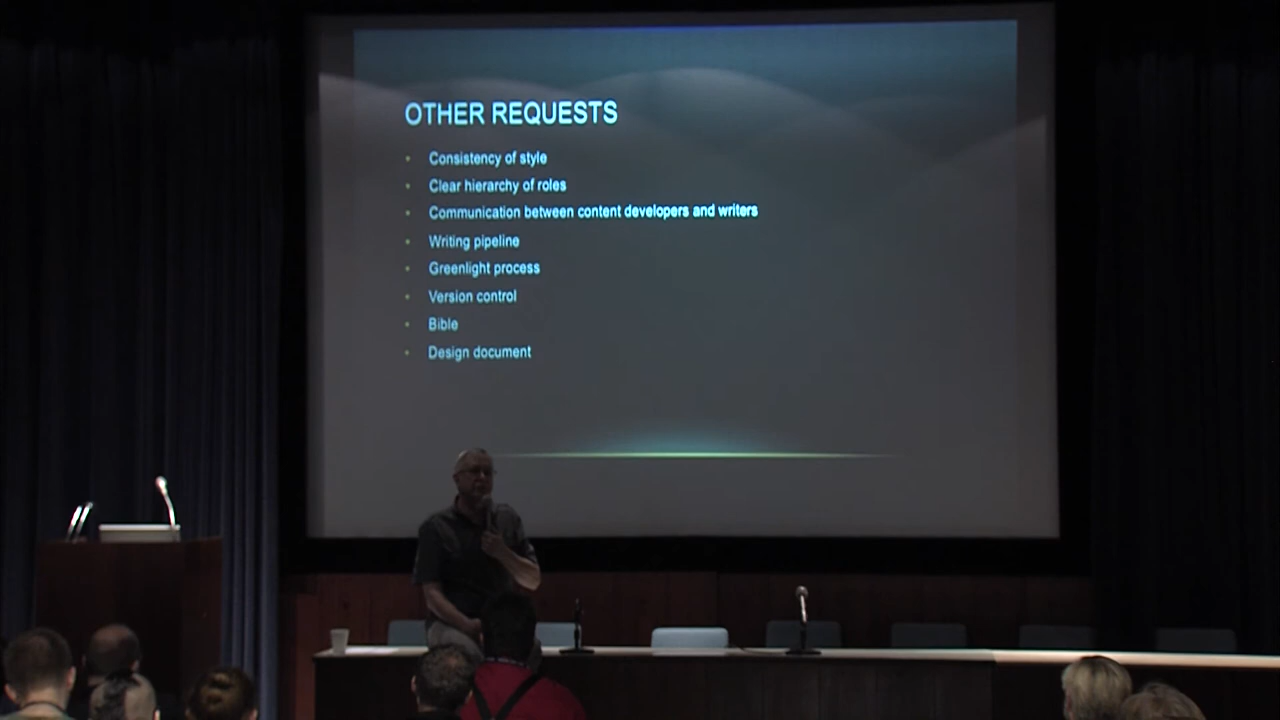 OTHER REQUESTS
Consistency of style
Clear hierarchy of roles
Communication between content developers and writers
Writing pipeline
Greenlight process
Version control
Bible
Design document